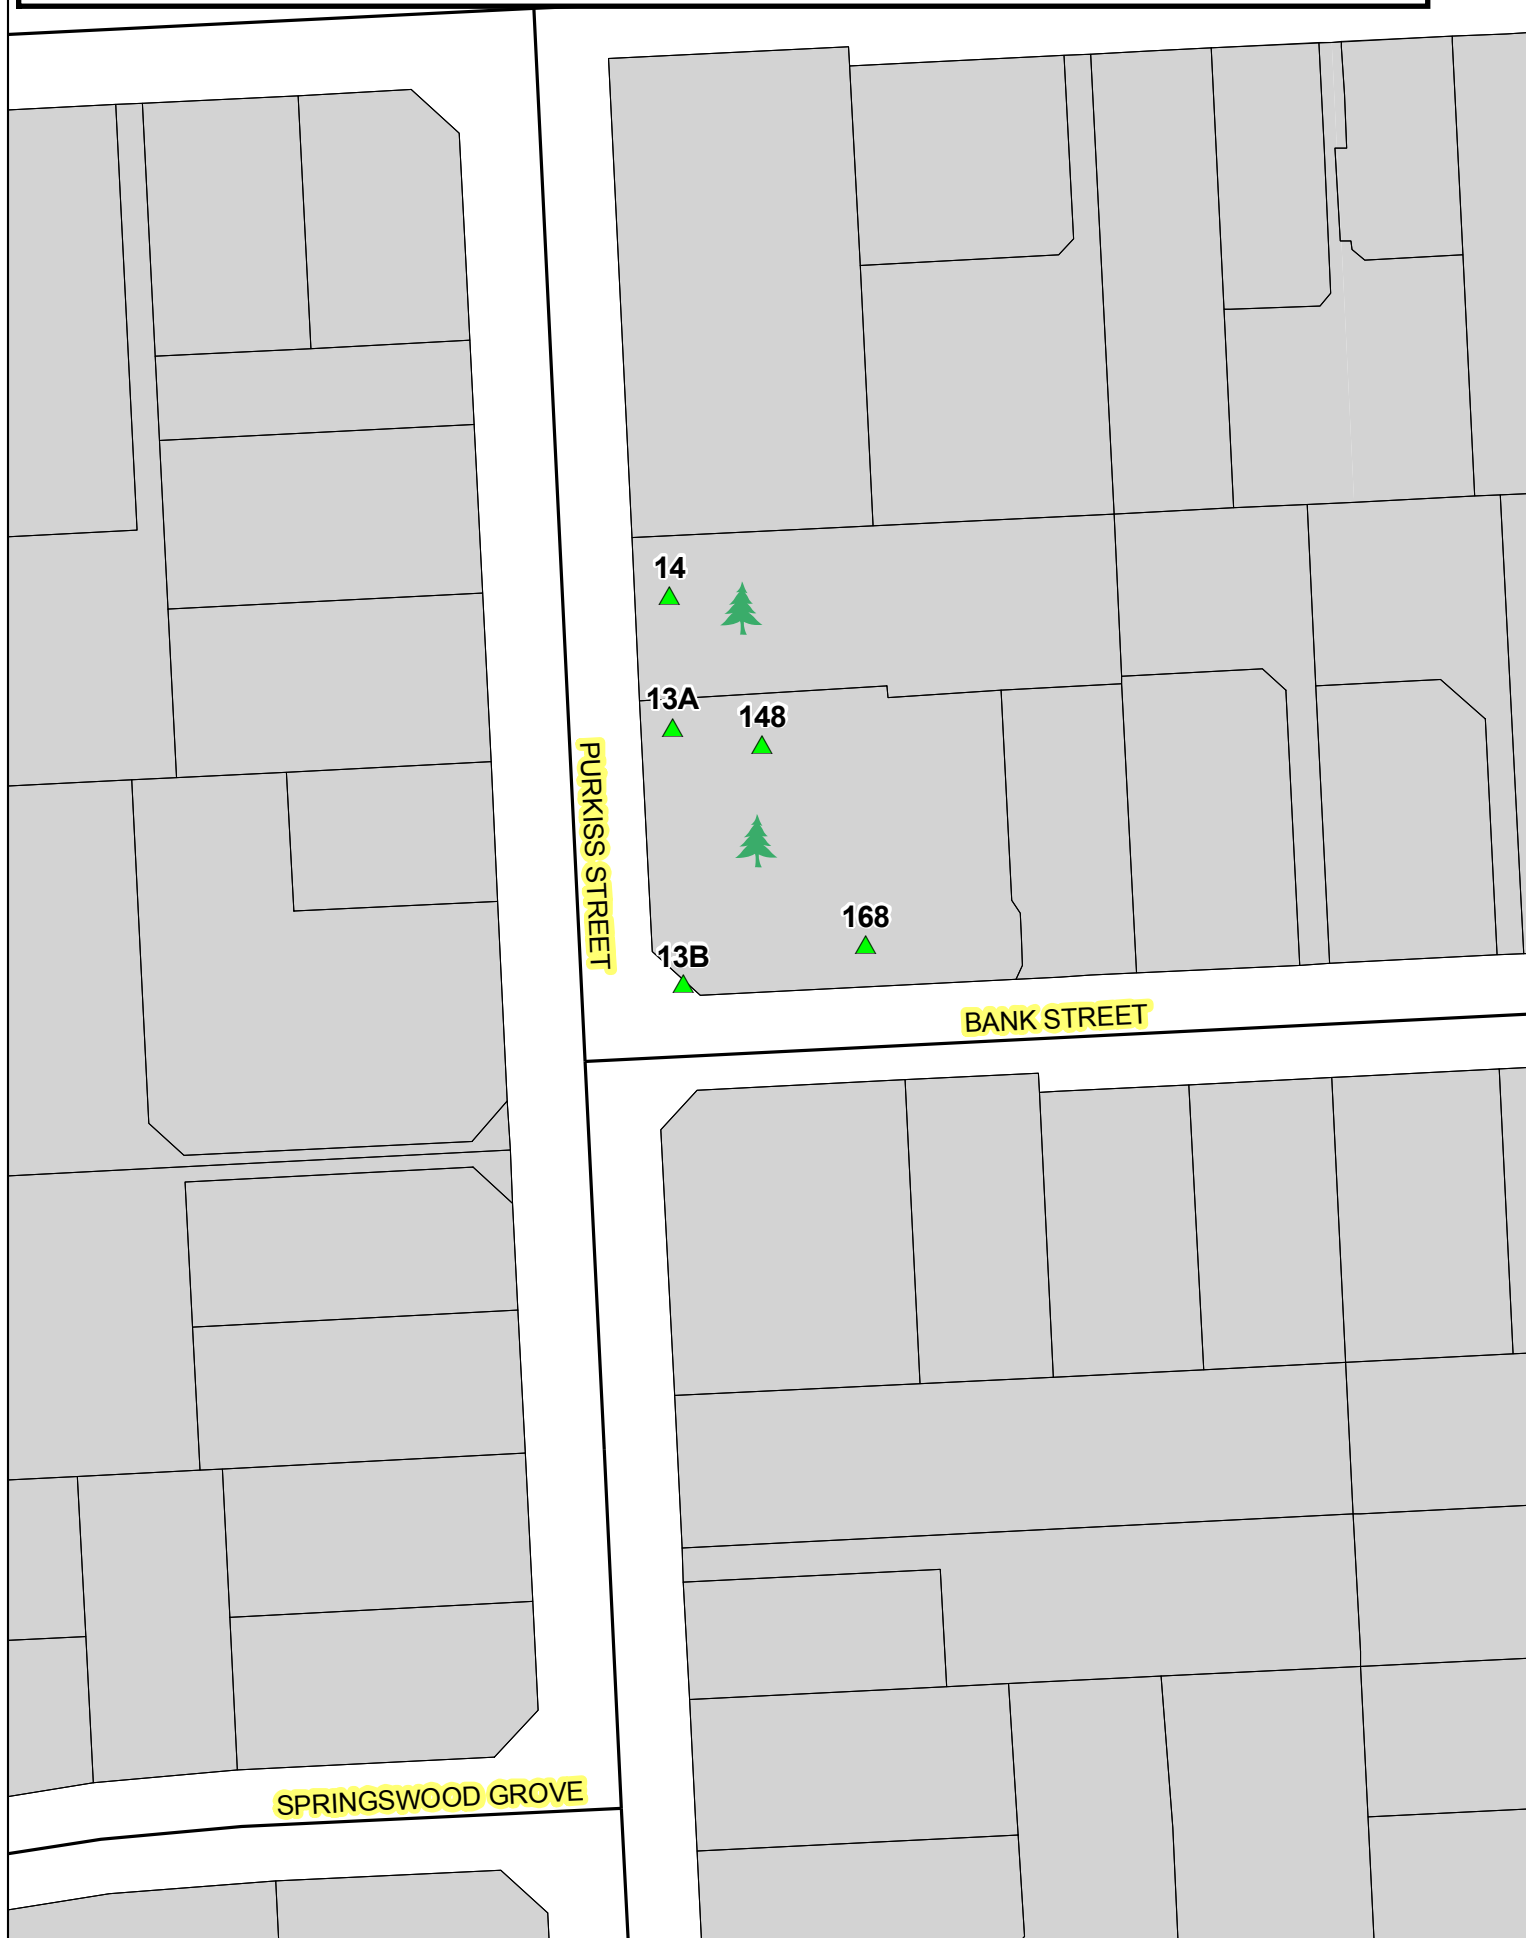 14
13A
148
PURKISS STREET
168
13B
BANK STREET
SPRINGSWOOD GROVE